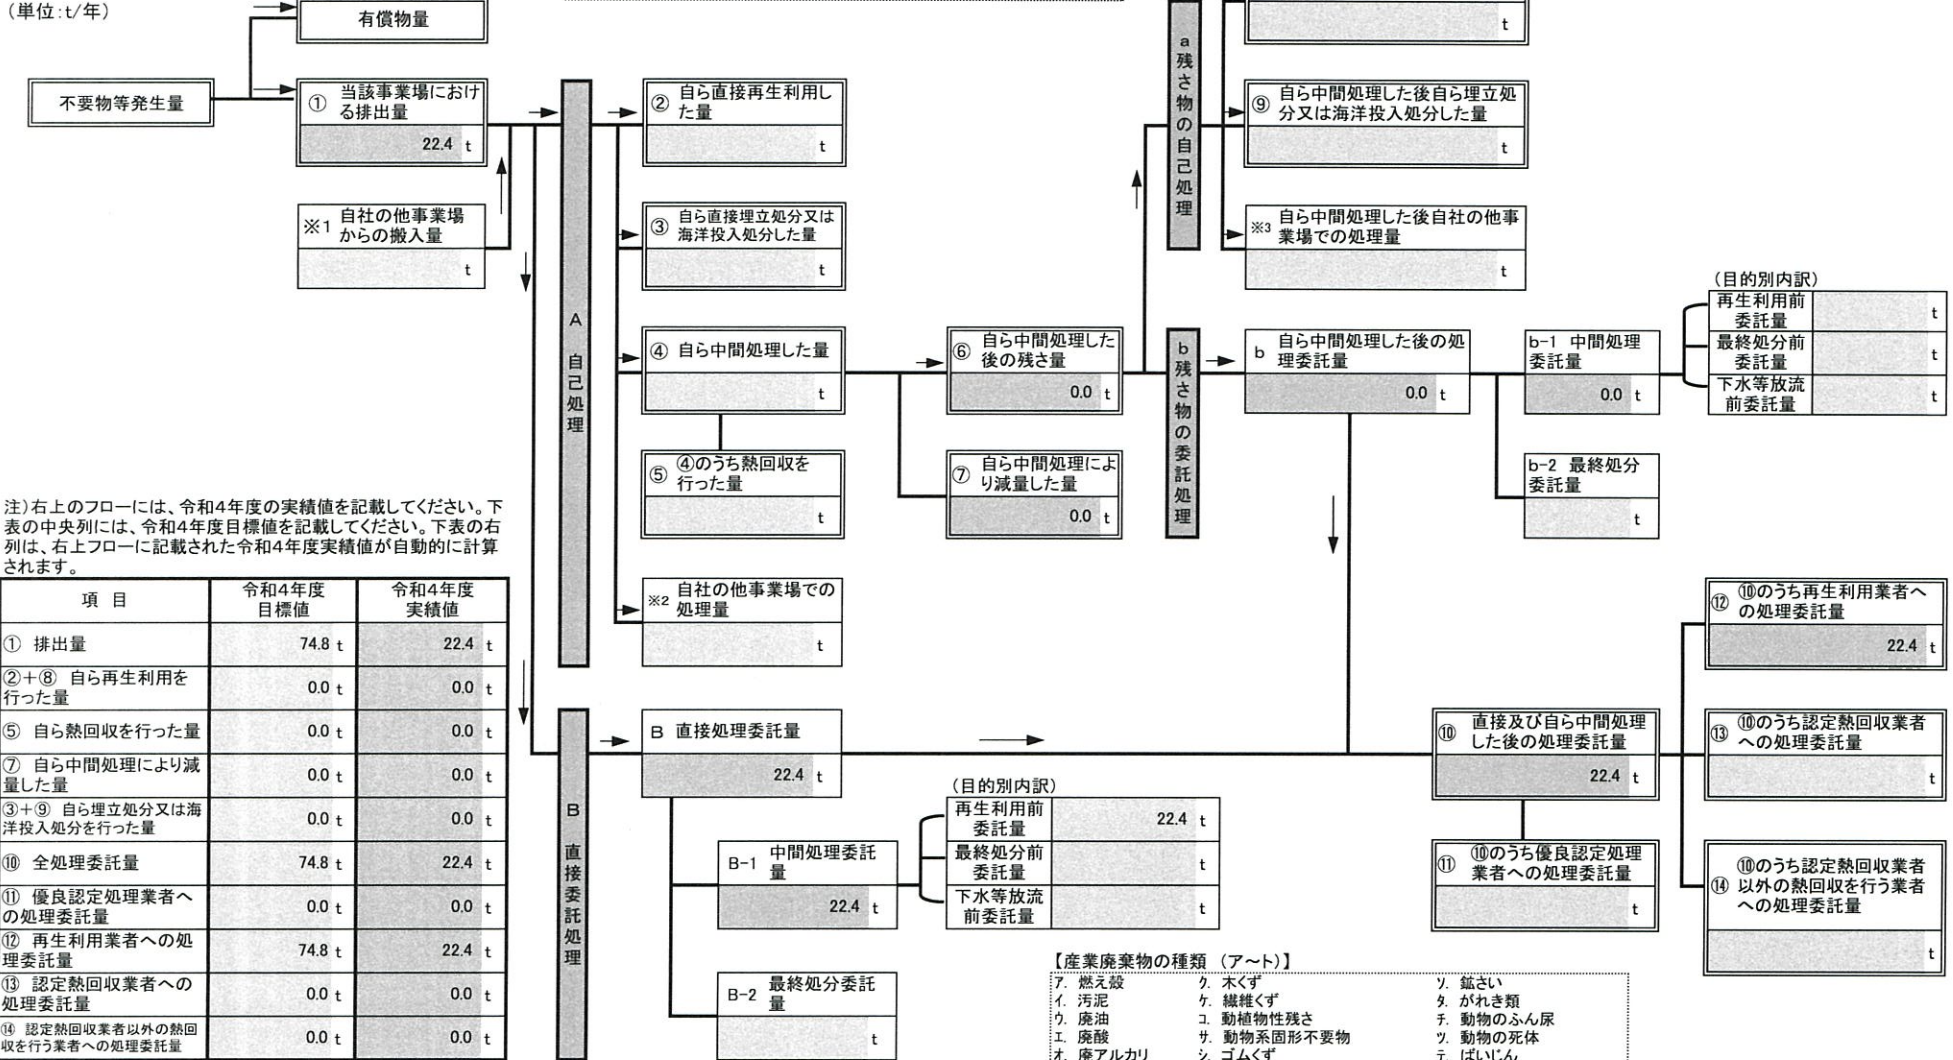 (単位:t/年)
有償物量
不要物等発生量
① 当該事業場におけ
る排出量
22.4 t
※1 自社の他事業場
からの搬入量
t
A 自己処理
② 自ら直接再生利用し
た量
t
③ 自ら直接埋立処分又は
海洋投入処分した量
t
④ 自ら中間処理した量
t
⑤ ④のうち熱回収を
行った量
t
※2 自社の他事業場での
処理量
t
⑥ 自ら中間処理した
後の残さ量
0.0 t
⑦ 自ら中間処理によ
り減量した量
0.0 t
a 残さ物の自己処理
t
⑨ 自ら中間処理した後自ら埋立処
分又は海洋投入処分した量
t
※3 自ら中間処理した後自社の他事
業場での処理量
t
b 残さ物の委託処理
b 自ら中間処理した後の処
理委託量
0.0 t
b-1 中間処理
委託量
0.0 t
(目的別内訳)
再生利用前
委託量
t
最終処分前
委託量
t
下水等放流
前委託量
t
b-2 最終処分
委託量
t
注)右上のフローには、令和4年度の実績値を記載してください。下
表の中央列には、令和4年度目標値を記載してください。下表の右
列は、右上フローに記載された令和4年度実績値が自動的に計算
されます。
項 目 令和4年度 目標値 令和4年度 実績値
① 排出量 74.8 t 22.4 t
②+⑧ 自ら再生利用を
行った量 0.0 t 0.0 t
⑤ 自ら熱回収を行った量 0.0 t 0.0 t
⑦ 自ら中間処理により減
量した量 0.0 t 0.0 t
③+⑨ 自ら埋立処分又は海
洋投入処分を行った量 0.0 t 0.0 t
⑩ 全処理委託量 74.8 t 22.4 t
⑪ 優良認定処理業者へ
の処理委託量 0.0 t 0.0 t
⑫ 再生利用業者への処
理委託量 74.8 t 22.4 t
⑬ 認定熱回収業者への
処理委託量 0.0 t 0.0 t
⑭ 認定熱回収業者以外の熱回
収を行う業者への処理委託量 0.0 t 0.0 t
B 直接委託処理
B 直接処理委託量
22.4 t
B-1 中間処理委託
量
22.4 t
(目的別内訳)
再生利用前
委託量
22.4 t
最終処分前
委託量
t
下水等放流
前委託量
t
B-2 最終処分委託
量
t
⑩ 直接及び自ら中間処理
した後の処理委託量
22.4 t
⑪ ⑩のうち優良認定処理
業者への処理委託量
t
⑫ ⑩のうち再生利用業者へ
の処理委託量
22.4 t
⑬ ⑩のうち認定熱回収業者
への処理委託量
t
⑭ ⑩のうち認定熱回収業者
以外の熱回収を行う業者
への処理委託量
t
【産業廃棄物の種類 (ア~ト)】
ア. 燃え殻 ク. 木くず ソ. 鉱さい
イ. 汚泥 ケ. 繊維くず タ. がれき類
ウ. 廃油 コ. 動植物性残さ チ. 動物のふん尿
エ. 廃酸 サ. 動物系固形不要物 ツ. 動物の死体
オ. 廃アルカリ シ. ゴムくず テ. ばいじん